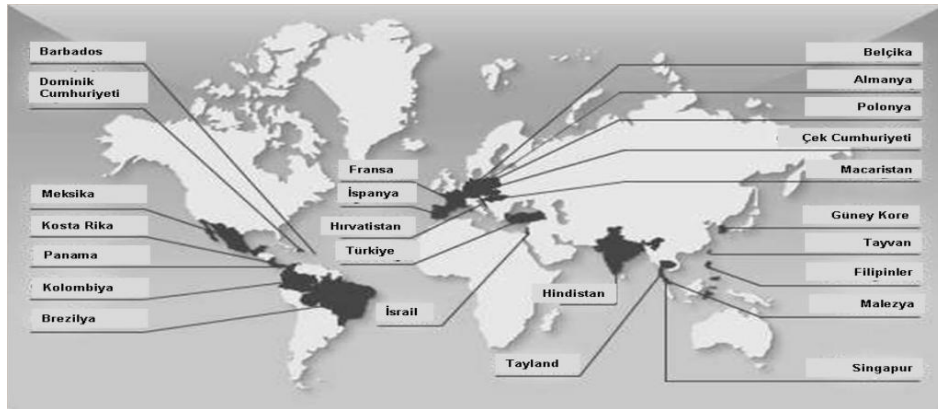 Barbados
Dominik
Cumhuriyeti
Meksika
Kosta Rika
Panama
Kolombiya
Brezilya
Fransa
İspanya
Hırvatistan
Türkiye
İsrail
Hindistan
Tayland
Belçika
Almanya
Polonya
Çek Cumhuriyeti
Macaristan
Güney Kore
Tayvan
Filipinler
Malezya
Singapur